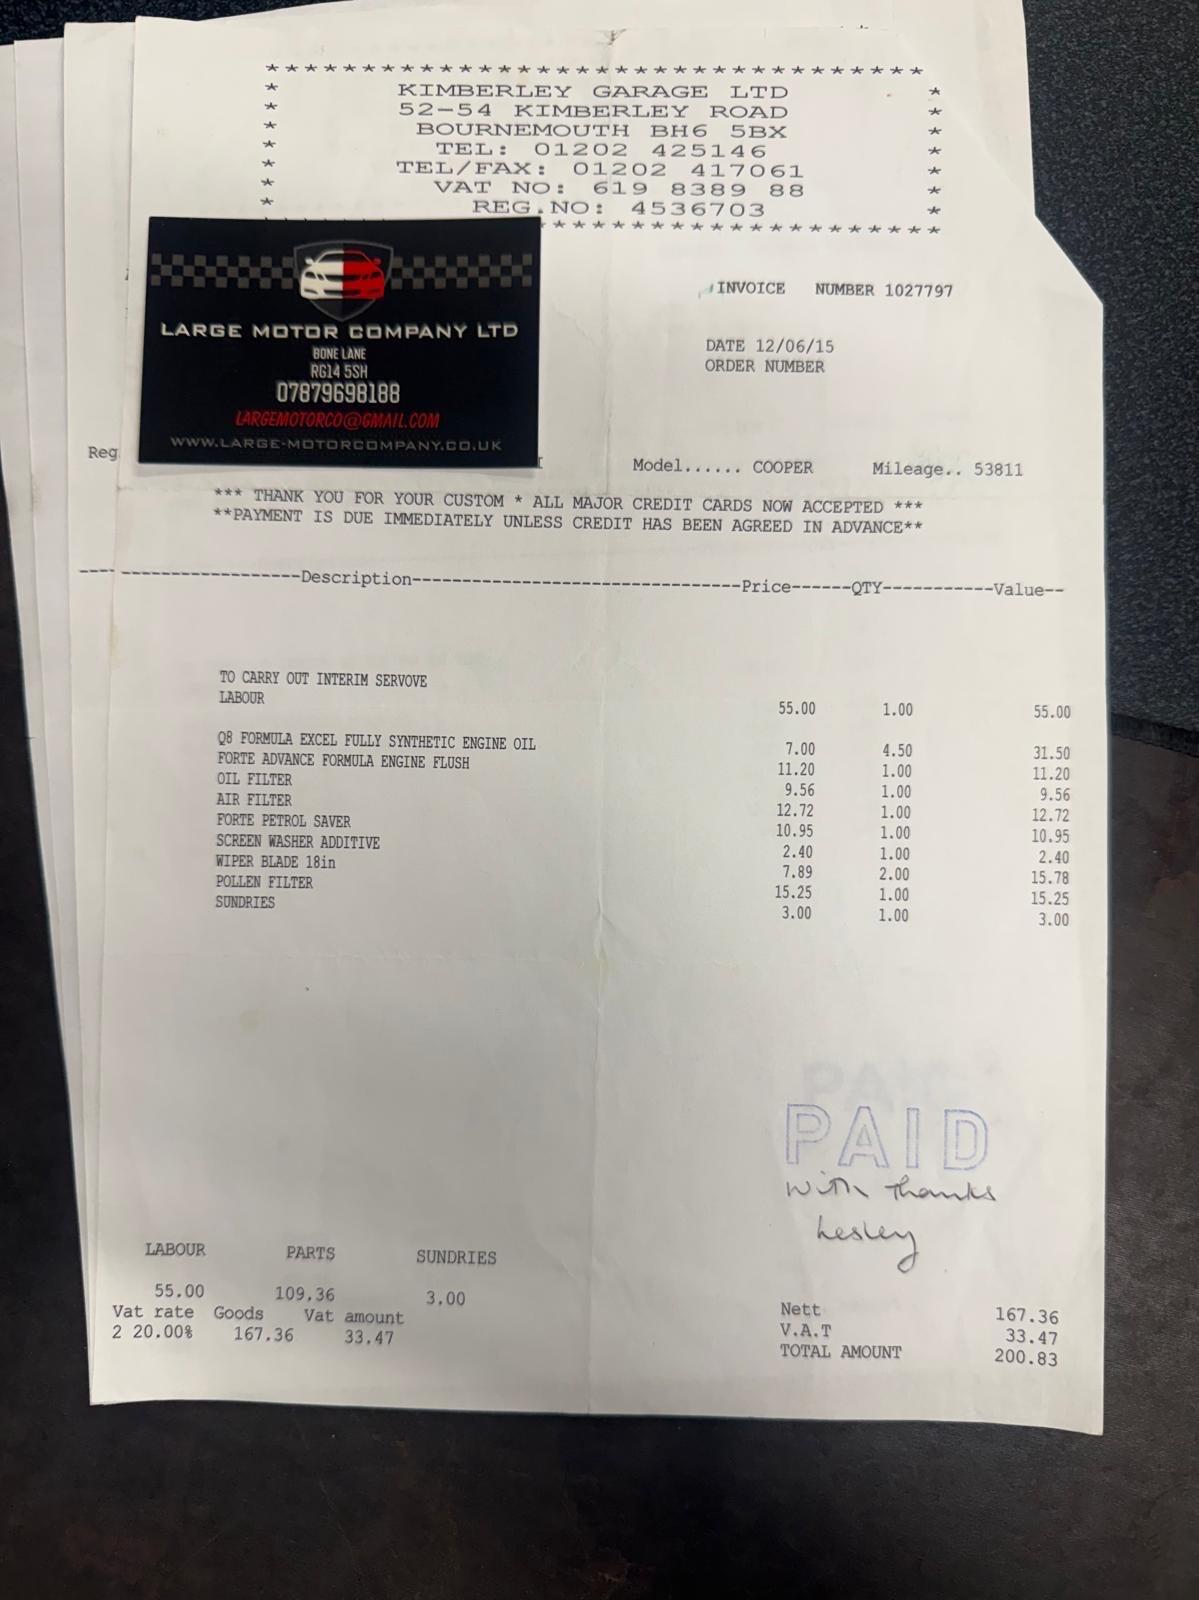 * * * * * * * * * * * * * * * * * * * * * * * * * * * * * * * * * *
* KIMBERLEY GARAGE LTD *
* 52-54 KIMBERLEY ROAD *
* BOURNEMOUTH BH6 5BX *
* TEL: 01202 425146 *
* TEL/FAX: 01202 417061 *
* VAT NO: 619 8389 88 *
* REG.NO: 4536703 *
* * * * * * * * * * * * * * * * * * * *
LARGE MOTOR COMPANY LTD
BONE LANE
RG14 5SH
07879698188
LARGEMOTORCO@GMAIL.COM
WWW.LARGE-MOTORCOMPANY.CO.UK
INVOICE NUMBER 1027797
DATE 12/06/15
ORDER NUMBER
Reg Model...... COOPER Mileage.. 53811
*** THANK YOU FOR YOUR CUSTOM * ALL MAJOR CREDIT CARDS NOW ACCEPTED ***
**PAYMENT IS DUE IMMEDIATELY UNLESS CREDIT HAS BEEN AGREED IN ADVANCE**
------------------Description---------------------------------Price------QTY-----------Value--
TO CARRY OUT INTERIM SERVOVE
LABOUR 55.00 1.00 55.00
Q8 FORMULA EXCEL FULLY SYNTHETIC ENGINE OIL 7.00 4.50 31.50
FORTE ADVANCE FORMULA ENGINE FLUSH 11.20 1.00 11.20
OIL FILTER 9.56 1.00 9.56
AIR FILTER 12.72 1.00 12.72
FORTE PETROL SAVER 10.95 1.00 10.95
SCREEN WASHER ADDITIVE 2.40 1.00 2.40
WIPER BLADE 18in 7.89 2.00 15.78
POLLEN FILTER 15.25 1.00 15.25
SUNDRIES 3.00 1.00 3.00
PAID
With thanks
Lesley
LABOUR PARTS SUNDRIES
55.00 109.36 3.00
Vat rate Goods Vat amount
2 20.00% 167.36 33.47
Nett 167.36
V.A.T 33.47
TOTAL AMOUNT 200.83